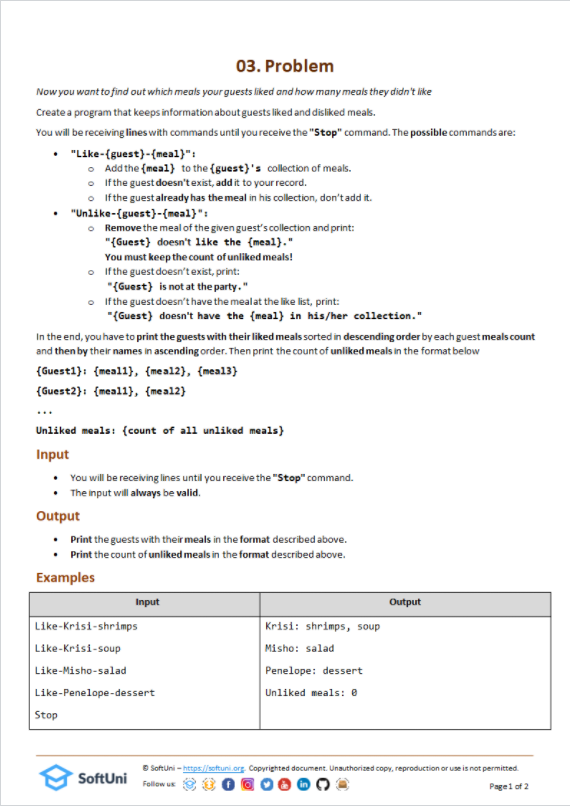 03. Problem
Now you want to find out which meals your guests liked and how many meals they didn't like
Create a program that keeps information about guests liked and disliked meals.
You will be receiving lines with commands until you receive the "Stop" command. The possible commands are:
• "Like-{guest}-{meal}":
o Add the {meal} to the {guest}'s collection of meals.
o If the guest doesn't exist, add it to your record.
o If the guest already has the meal in his collection, don't add it.
• "Unlike-{guest}-{meal}":
o Remove the meal of the given guest's collection and print:
"{Guest} doesn't like the {meal}."
You must keep the count of unliked meals!
o If the guest doesn't exist, print:
"{Guest} is not at the party."
o If the guest doesn't have the meal at the like list, print:
"{Guest} doesn't have the {meal} in his/her collection."
In the end, you have to print the guests with their liked meals sorted in descending order by each guest meals count
and then by their names in ascending order. Then print the count of unliked meals in the format below
{Guest1}: {meal1}, {meal2}, {meal3}
{Guest2}: {meal1}, {meal2}
...
Unliked meals: {count of all unliked meals}
Input
• You will be receiving lines until you receive the "Stop" command.
• The input will always be valid.
Output
• Print the guests with their meals in the format described above.
• Print the count of unliked meals in the format described above.
Examples
Input Output
Like-Krisi-shrimps Krisi: shrimps, soup
Like-Krisi-soup Misho: salad
Like-Misho-salad Penelope: dessert
Like-Penelope-dessert Unliked meals: 0
Stop
SoftUni
© SoftUni – https://softuni.org. Copyrighted document. Unauthorized copy, reproduction or use is not permitted.
Follow us:
Page 1 of 2